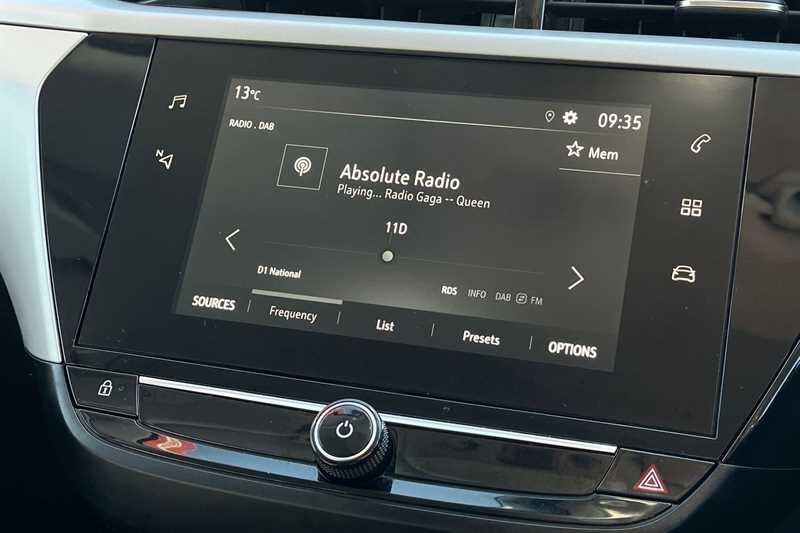 13°C
09:35
RADIO . DAB
Mem
Absolute Radio
Playing... Radio Gaga -- Queen
N
11D
D1 National
RDS INFO DAB FM
SOURCES Frequency List Presets OPTIONS